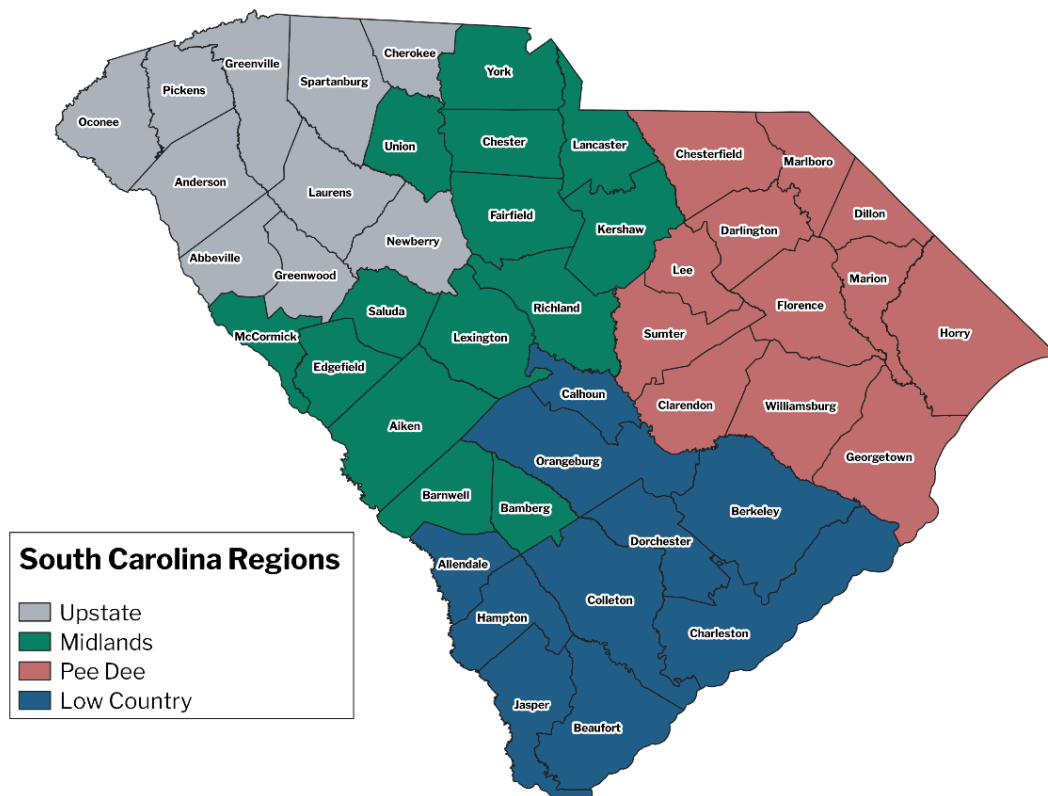 Cherokee
Greenville
York
Spartanburg
Pickens
Oconee
Chester
Union
Lancaster
Chesterfield
Marlboro
Anderson
Laurens
Fairfield
Dillon
Kershaw
Darlington
Newberry
Abbeville
Greenwood
Lee
Marion
Florence
Richland
Saluda
McCormick
Lexington
Sumter
Horry
Edgefield
Calhoun
Clarendon
Williamsburg
Aiken
Georgetown
Orangeburg
Barnwell
Bamberg
Berkeley
Dorchester
Allendale
Colleton
Hampton
Charleston
Jasper
Beaufort
South Carolina Regions
Upstate
Midlands
Pee Dee
Low Country